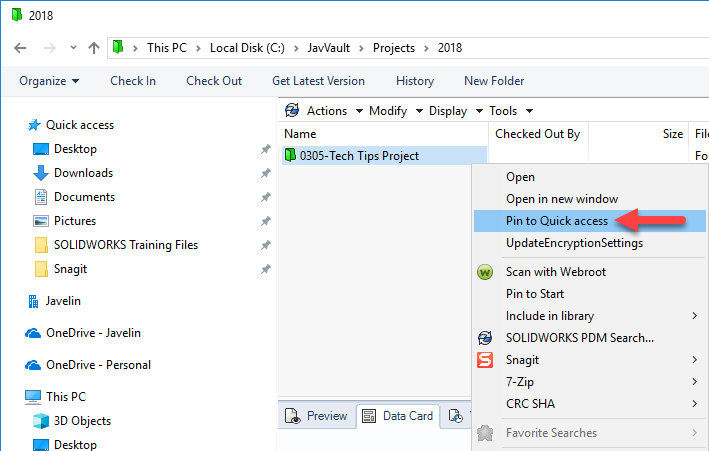 2018
This PC > Local Disk (C:) > JavVault > Projects > 2018
Organize Check In Check Out Get Latest Version History New Folder
Quick access
Desktop
Downloads
Documents
Pictures
SOLIDWORKS Training Files
Snagit
Javelin
OneDrive - Javelin
OneDrive - Personal
This PC
3D Objects
Desktop
Actions Modify Display Tools
Name Checked Out By Size File
0305-Tech Tips Project Fo
Open
Open in new window
Pin to Quick access
UpdateEncryptionSettings
Scan with Webroot
Pin to Start
Include in library
SOLIDWORKS PDM Search...
Snagit
7-Zip
CRC SHA
Favorite Searches
Preview Data Card